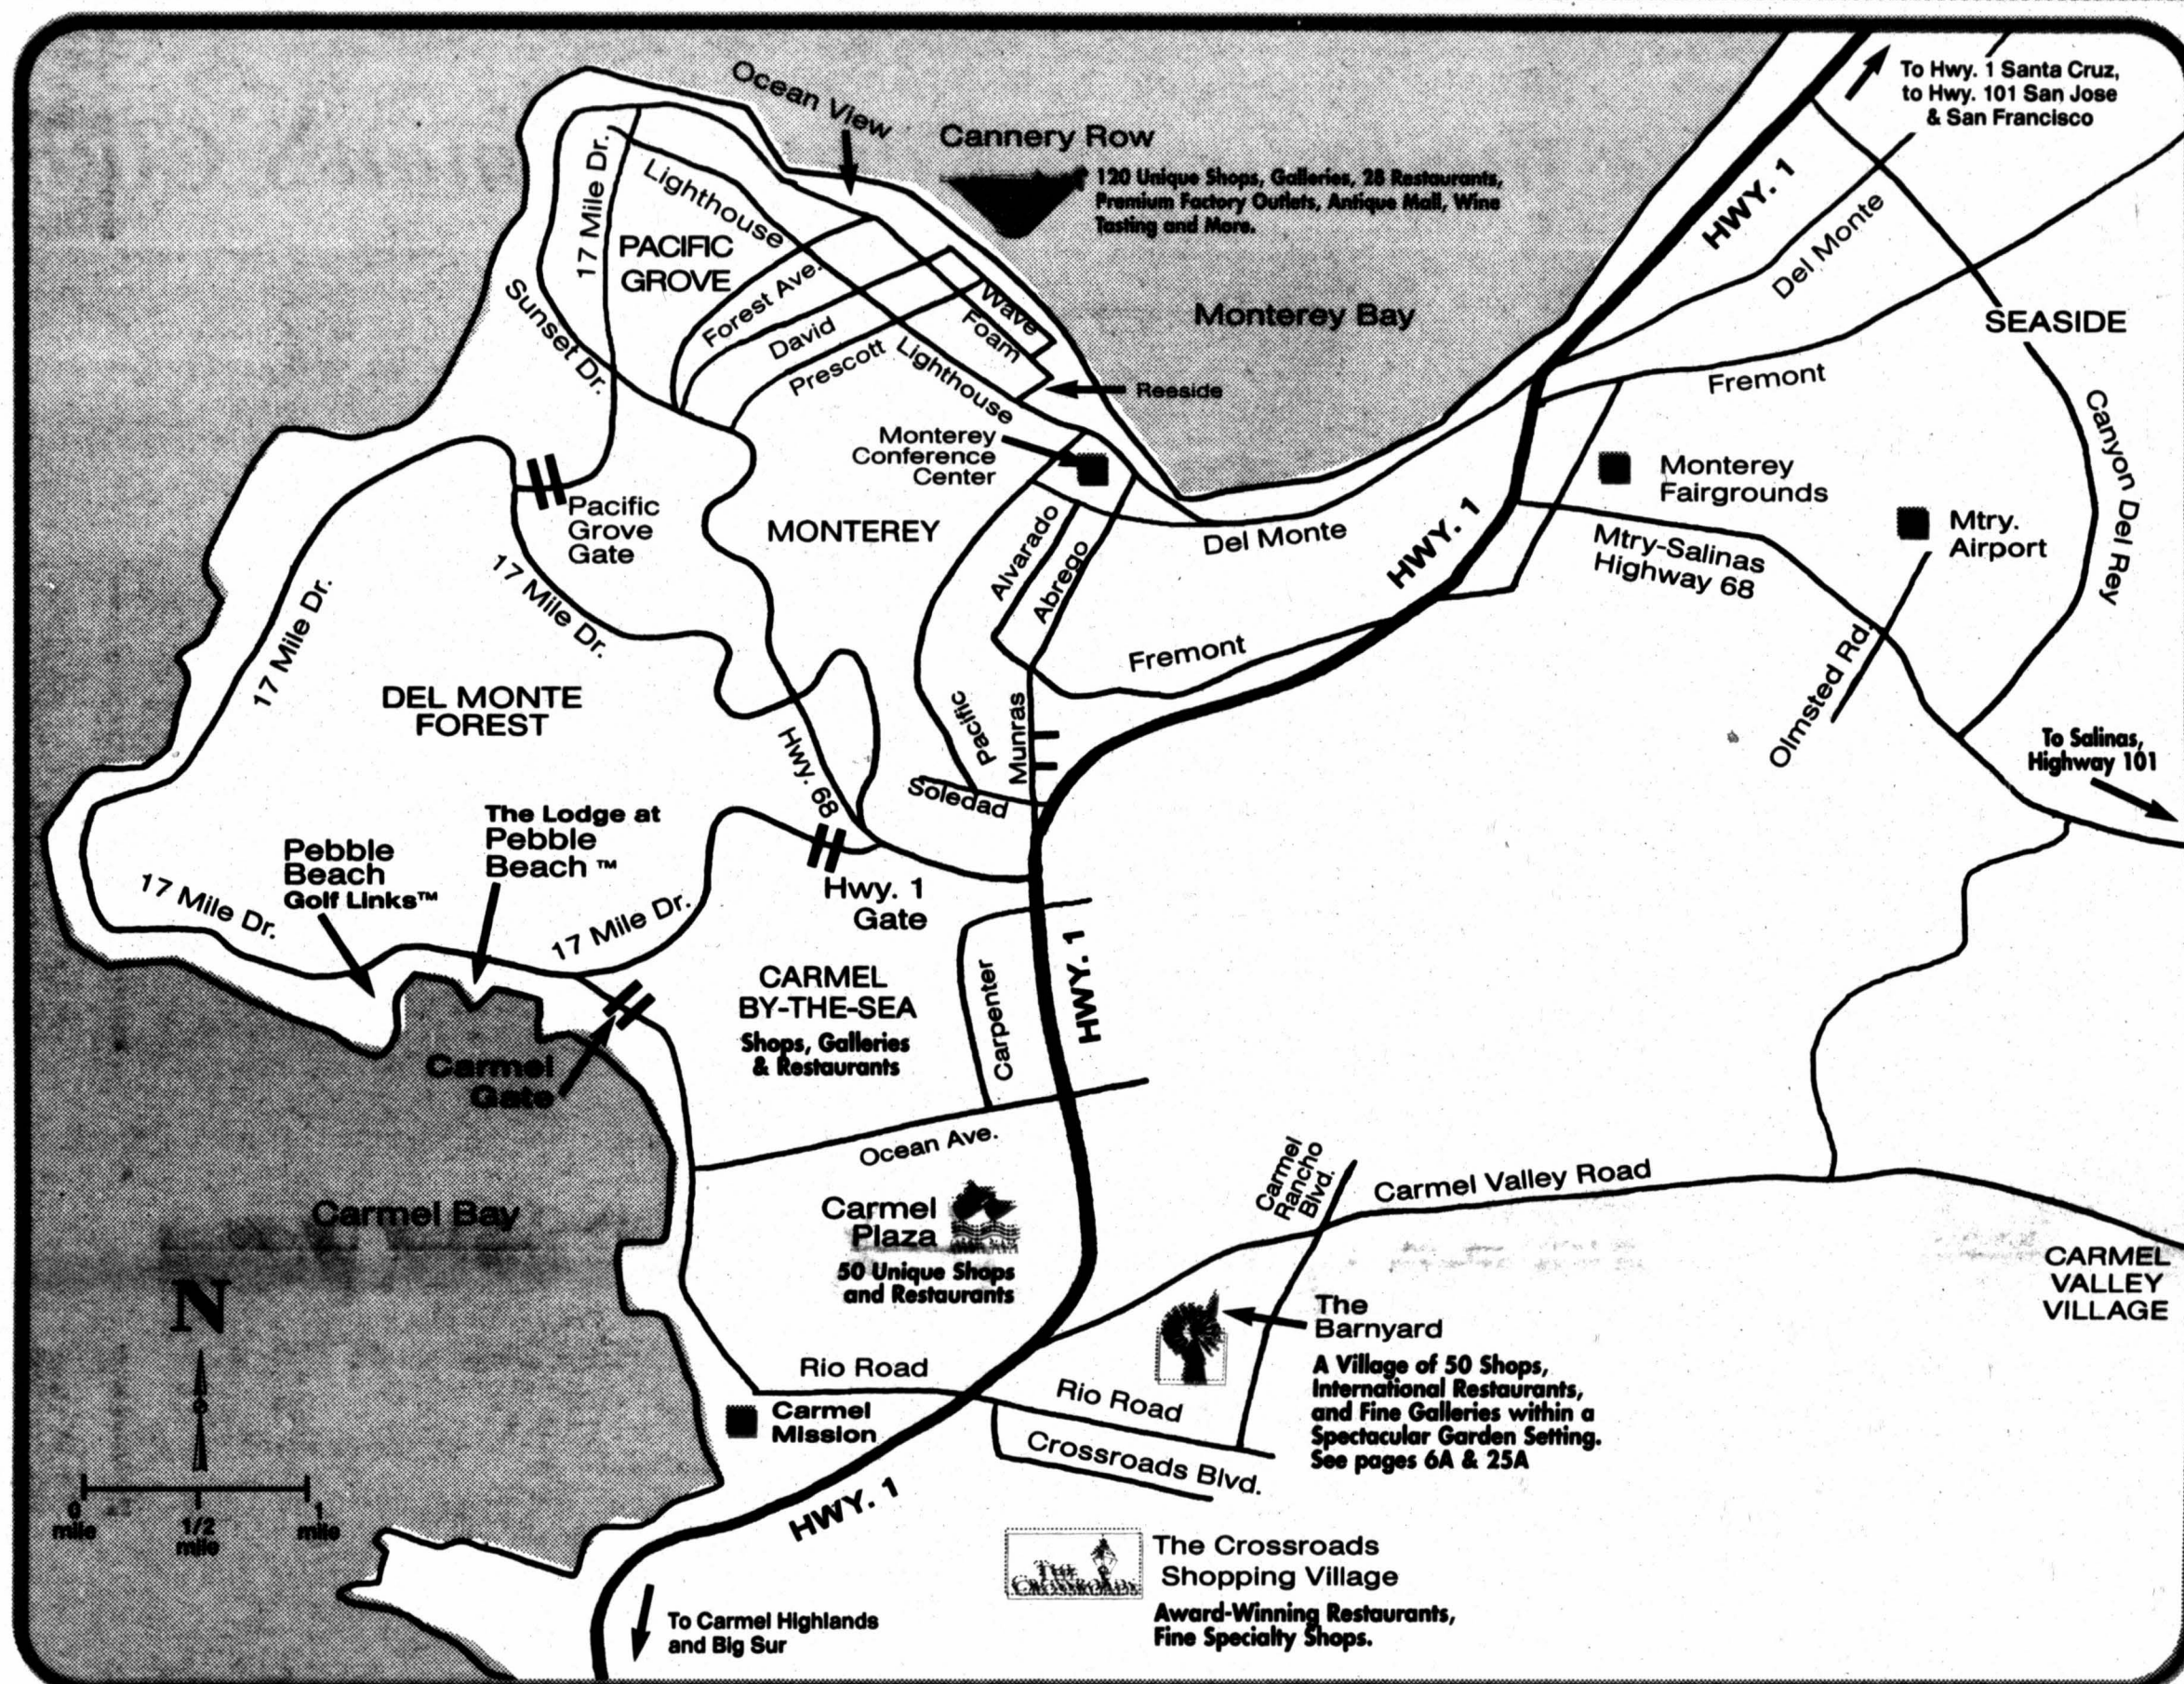 To Hwy. 1 Santa Cruz,
to Hwy. 101 San Jose
& San Francisco
Ocean View
Cannery Row
120 Unique Shops, Galleries, 28 Restaurants,
Premium Factory Outlets, Antique Mall, Wine
Tasting and More.
HWY. 1
Del Monte
17 Mile Dr.
Lighthouse
PACIFIC
GROVE
Forest Ave.
Sunset Dr.
David
Prescott
Wave
Foam
Lighthouse
Reeside
Monterey Bay
SEASIDE
Fremont
Canyon Del Rey
Monterey
Conference
Center
Monterey
Fairgrounds
Mtry.
Airport
Pacific
Grove
Gate
MONTEREY
Alvarado
Abrego
Del Monte
HWY. 1
Mtry-Salinas
Highway 68
17 Mile Dr.
17 Mile Dr.
Fremont
Olmsted Rd.
DEL MONTE
FOREST
Pacific
Munras
Hwy. 68
Soledad
To Salinas,
Highway 101
The Lodge at
Pebble
Beach ™
Pebble
Beach
Golf Links™
17 Mile Dr.
17 Mile Dr.
Hwy. 1
Gate
CARMEL
BY-THE-SEA
Shops, Galleries
& Restaurants
Carpenter
HWY. 1
Carmel
Gate
Ocean Ave.
Carmel
Rancho
Blvd.
Carmel Valley Road
Carmel Bay
Carmel
Plaza
50 Unique Shops
and Restaurants
CARMEL
VALLEY
VILLAGE
N
The
Barnyard
A Village of 50 Shops,
International Restaurants,
and Fine Galleries within a
Spectacular Garden Setting.
See pages 6A & 25A
Rio Road
Rio Road
Carmel
Mission
Crossroads Blvd.
HWY. 1
0
mile
1/2
mile
1
mile
THE
CROSSROADS
The Crossroads
Shopping Village
Award-Winning Restaurants,
Fine Specialty Shops.
To Carmel Highlands
and Big Sur